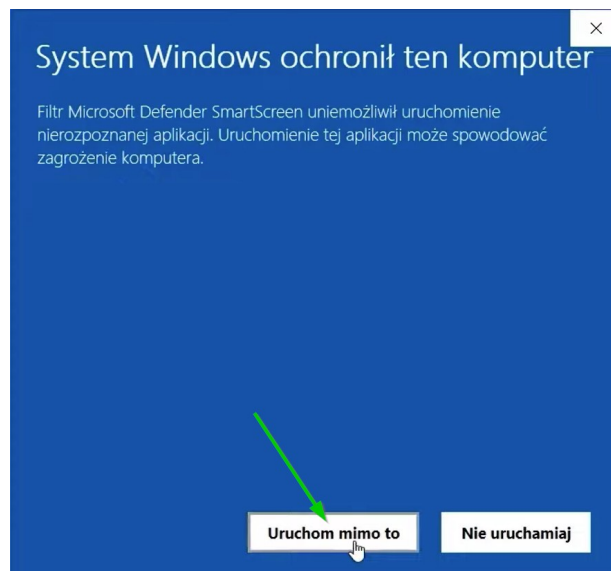 System Windows ochronił ten komputer
Filtr Microsoft Defender SmartScreen uniemożliwił uruchomienie
nierozpoznanej aplikacji. Uruchomienie tej aplikacji może spowodować
zagrożenie komputera.
Uruchom mimo to
Nie uruchamiaj